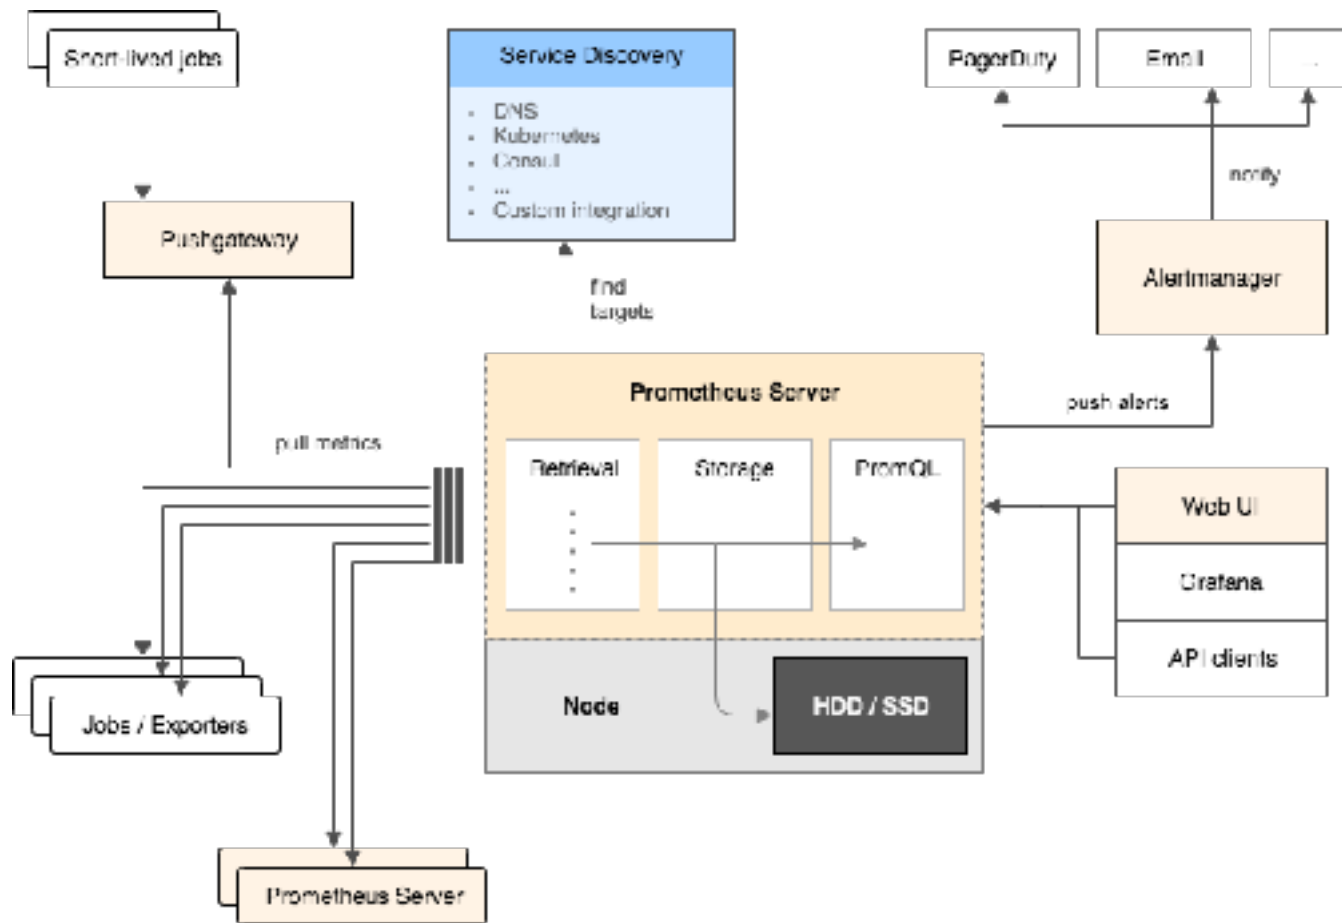 Short-lived jobs
Service Discovery
PagerDuty
Email
...
DNS
Kubernetes
Consul
...
Custom integration
notify
Pushgateway
Alertmanager
find
targets
Prometheus Server
push alerts
pull metrics
Retrieval
Storage
PromQL
Web UI
Grafana
API clients
Node
HDD / SSD
Jobs / Exporters
Prometheus Server